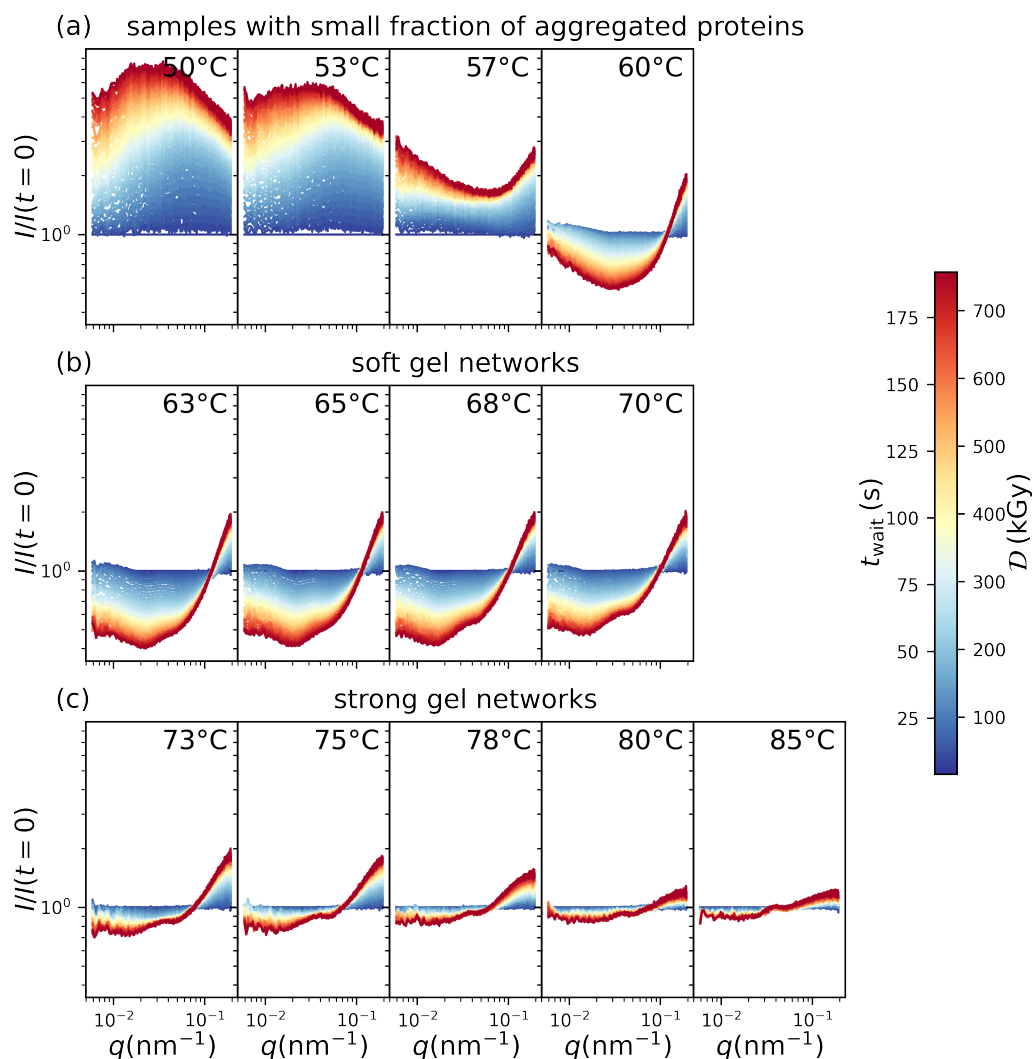 (a) samples with small fraction of aggregated proteins
50°C 53°C 57°C 60°C
I/I(t = 0)
10⁰
(b) soft gel networks
63°C 65°C 68°C 70°C
I/I(t = 0)
10⁰
(c) strong gel networks
73°C 75°C 78°C 80°C 85°C
I/I(t = 0)
10⁰
10⁻² 10⁻¹ 10⁻² 10⁻¹ 10⁻² 10⁻¹ 10⁻² 10⁻¹ 10⁻² 10⁻¹
q(nm⁻¹) q(nm⁻¹) q(nm⁻¹) q(nm⁻¹) q(nm⁻¹)
t_wait (s)
175
150
125
100
75
50
25
700
600
500
400
300
200
100
𝒟 (kGy)